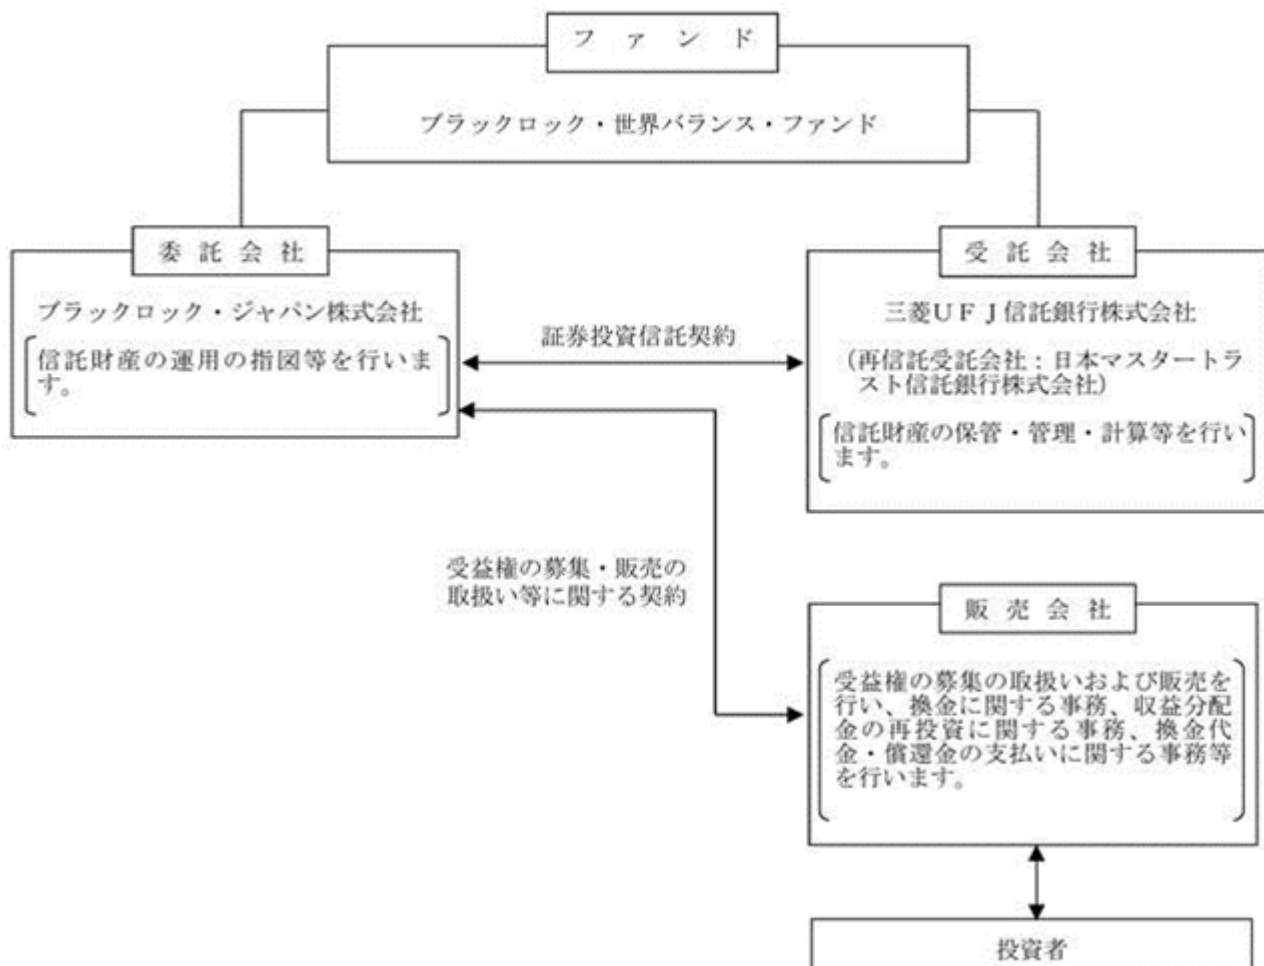 ファンド
ブラックロック・世界バランス・ファンド
委託会社
ブラックロック・ジャパン株式会社
信託財産の運用の指図等を行いま
す。
証券投資信託契約
受託会社
三菱UFJ信託銀行株式会社
(再信託受託会社:日本マスタートラ
スト信託銀行株式会社)
信託財産の保管・管理・計算等を行い
ます。
受益権の募集・販売の
取扱い等に関する契約
販売会社
受益権の募集の取扱いおよび販売を
行い、換金に関する事務、収益分配
金の再投資に関する事務、換金代
金・償還金の支払いに関する事務等
を行います。
投資者